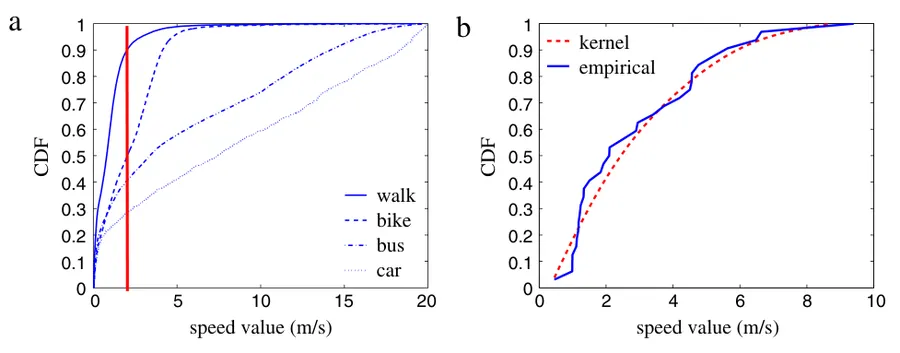 a
1
0.9
0.8
0.7
0.6
0.5
0.4
0.3
0.2
0.1
0
CDF
walk
bike
bus
car
0 5 10 15 20
speed value (m/s)
b
1
0.9
0.8
0.7
0.6
0.5
0.4
0.3
0.2
0.1
0
CDF
kernel
empirical
0 2 4 6 8 10
speed value (m/s)